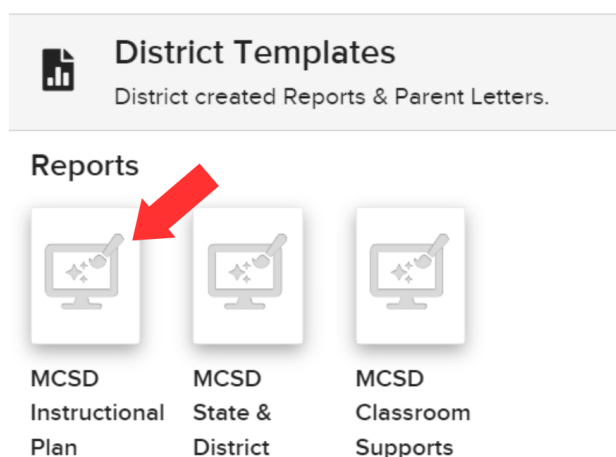 District Templates
District created Reports & Parent Letters.
Reports
MCSD
Instructional
Plan
MCSD
State &
District
MCSD
Classroom
Supports